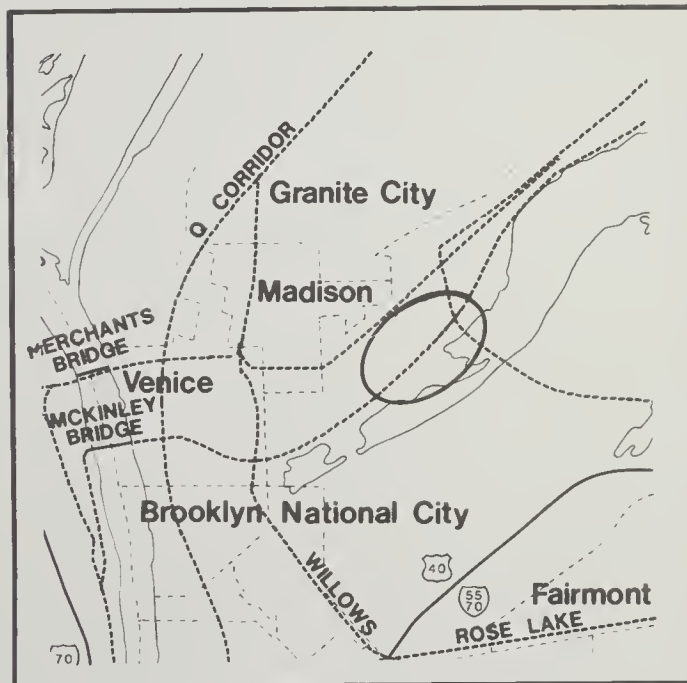 Q CORRIDOR
Granite City
Madison
MERCHANTS
BRIDGE
Venice
MCKINLEY
BRIDGE
Brooklyn National City
WILLOWS
40
55
70
Fairmont
ROSE LAKE
70